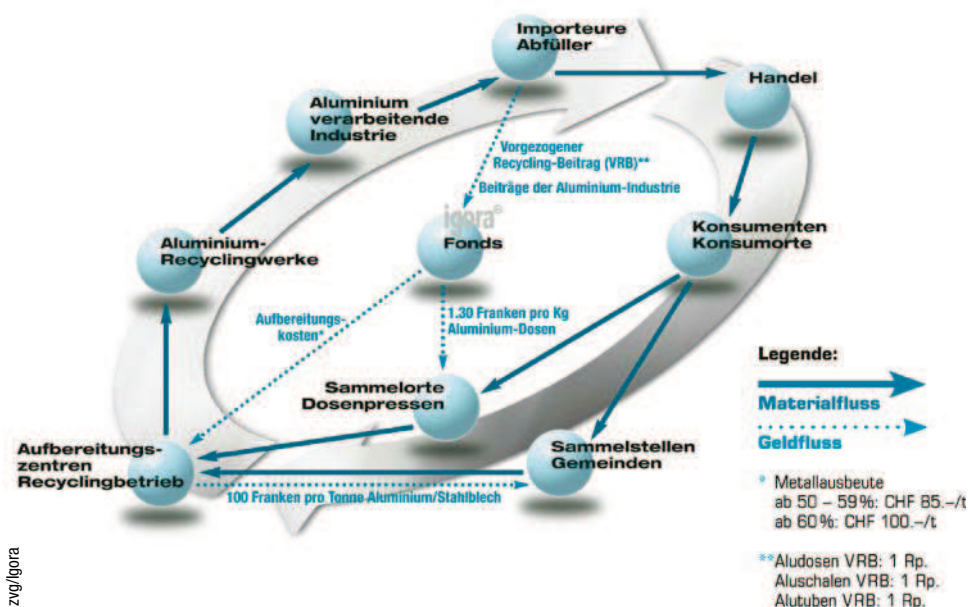 Importeure
Abfüller
Handel
Aluminium
verarbeitende
Industrie
Vorgezogener
Recycling-Beitrag (VRB)**
Beiträge der Aluminium-Industrie
igora®
Fonds
Konsumenten
Konsumorte
Aluminium-
Recyclingwerke
Aufbereitungs-
kosten*
1.30 Franken pro Kg
Aluminium-Dosen
Sammelorte
Dosenpressen
Aufbereitungs-
zentren
Recyclingbetrieb
Sammelstellen
Gemeinden
100 Franken pro Tonne Aluminium/Stahlblech
Legende:
Materialfluss
Geldfluss
* Metallausbeute
ab 50 – 59%: CHF 85.–/t
ab 60%: CHF 100.–/t
**Aludosen VRB: 1 Rp.
Aluschalen VRB: 1 Rp.
Alutuben VRB: 1 Rp.
zvg/Igora